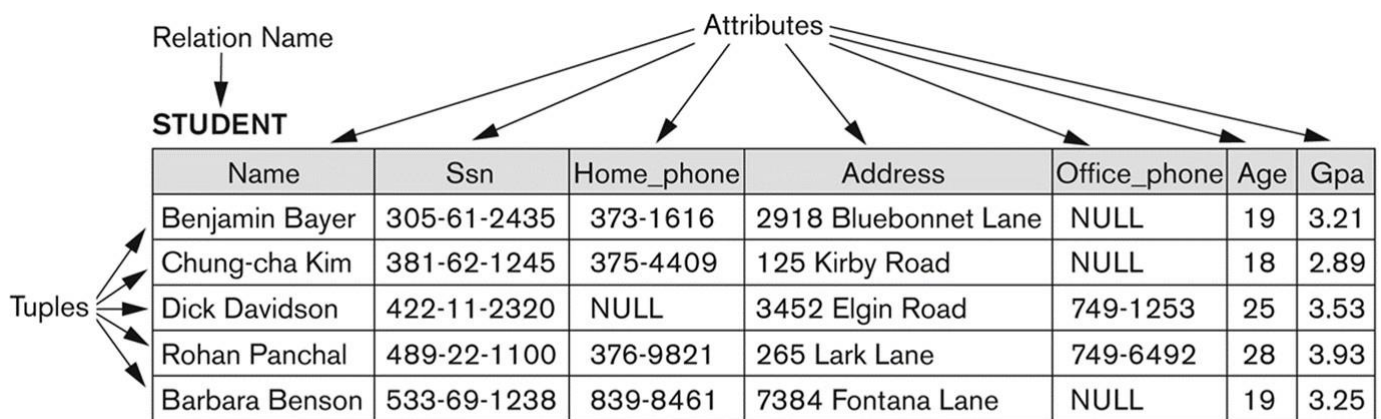 Attributes
Relation Name
STUDENT
Name Ssn Home_phone Address Office_phone Age Gpa
Benjamin Bayer 305-61-2435 373-1616 2918 Bluebonnet Lane NULL 19 3.21
Chung-cha Kim 381-62-1245 375-4409 125 Kirby Road NULL 18 2.89
Tuples Dick Davidson 422-11-2320 NULL 3452 Elgin Road 749-1253 25 3.53
Rohan Panchal 489-22-1100 376-9821 265 Lark Lane 749-6492 28 3.93
Barbara Benson 533-69-1238 839-8461 7384 Fontana Lane NULL 19 3.25